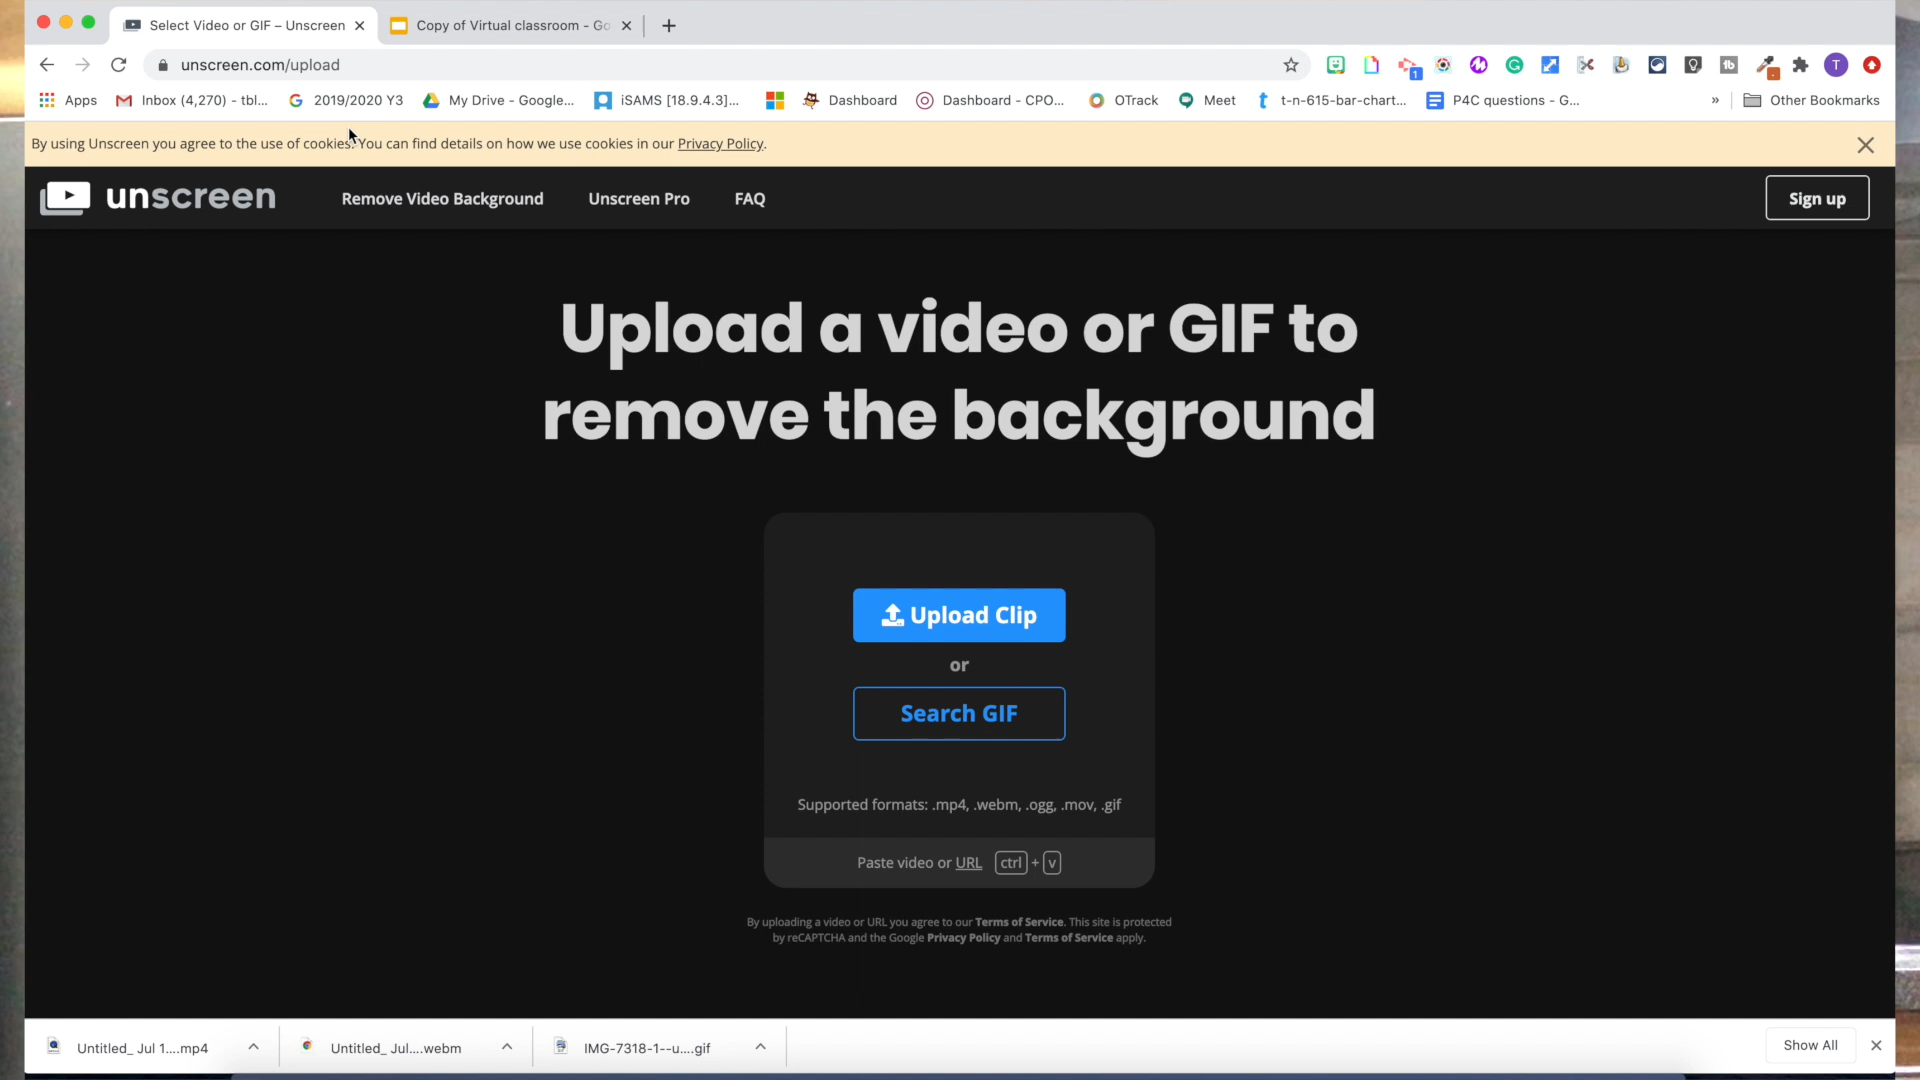 Select Video or GIF – Unscreen
Copy of Virtual classroom - Go
unscreen.com/upload
1
T
Apps
Inbox (4,270) - tbl...
2019/2020 Y3
My Drive - Google...
iSAMS [18.9.4.3]...
Dashboard
Dashboard - CPO...
OTrack
Meet
t-n-615-bar-chart...
P4C questions - G...
»
Other Bookmarks
By using Unscreen you agree to the use of cookies. You can find details on how we use cookies in our Privacy Policy.
unscreen
Remove Video Background
Unscreen Pro
FAQ
Sign up
Upload a video or GIF to
remove the background
Upload Clip
or
Search GIF
Supported formats: .mp4, .webm, .ogg, .mov, .gif
Paste video or URL ctrl + v
By uploading a video or URL you agree to our Terms of Service. This site is protected
by reCAPTCHA and the Google Privacy Policy and Terms of Service apply.
Untitled_ Jul 1....mp4
Untitled_ Jul....webm
IMG-7318-1--u....gif
Show All